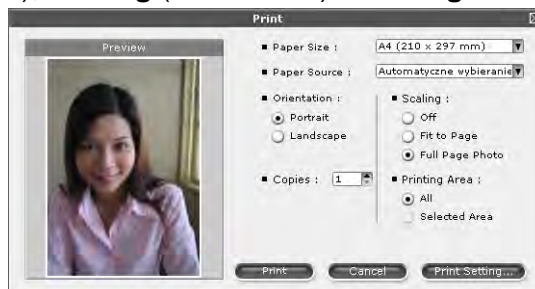 Print
Preview
Paper Size :
A4 (210 x 297 mm)
Paper Source :
Automatyczne wybieranie
Orientation :
Portrait
Landscape
Scaling :
Off
Fit to Page
Full Page Photo
Copies :
1
Printing Area :
All
Selected Area
Print
Cancel
Print Setting...